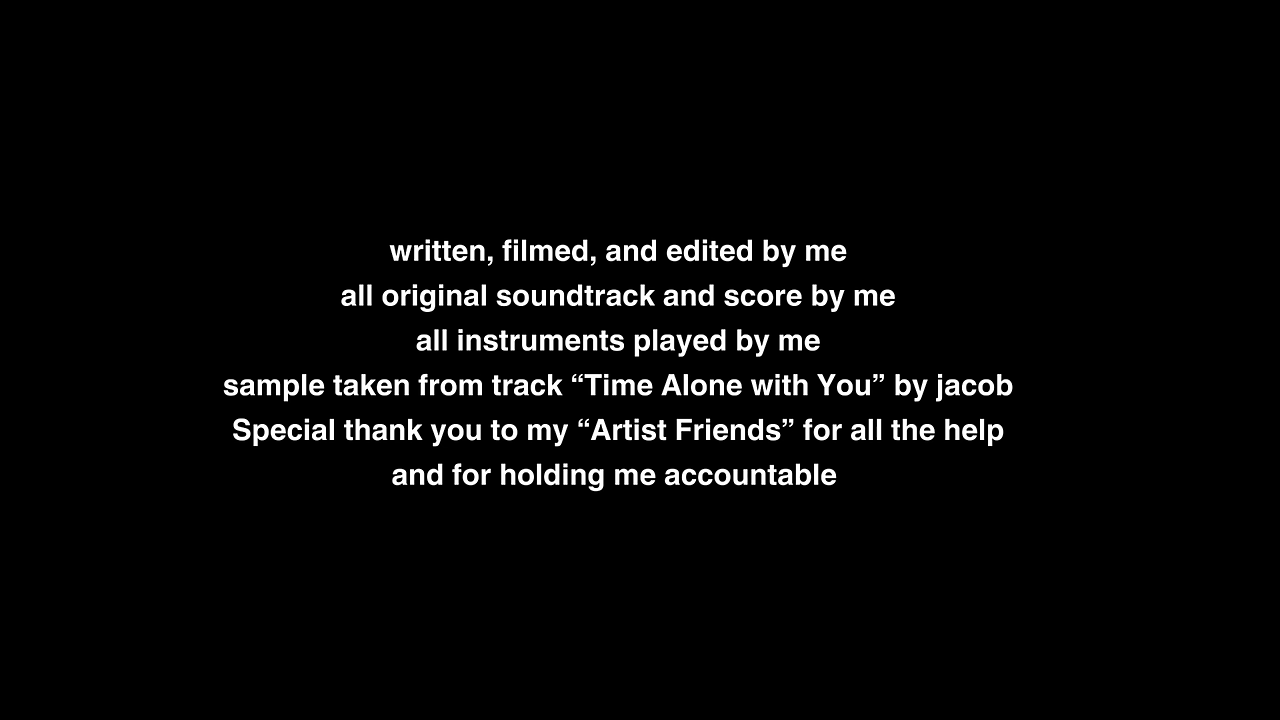 written, filmed, and edited by me
all original soundtrack and score by me
all instruments played by me
sample taken from track “Time Alone with You” by jacob
Special thank you to my “Artist Friends” for all the help
and for holding me accountable